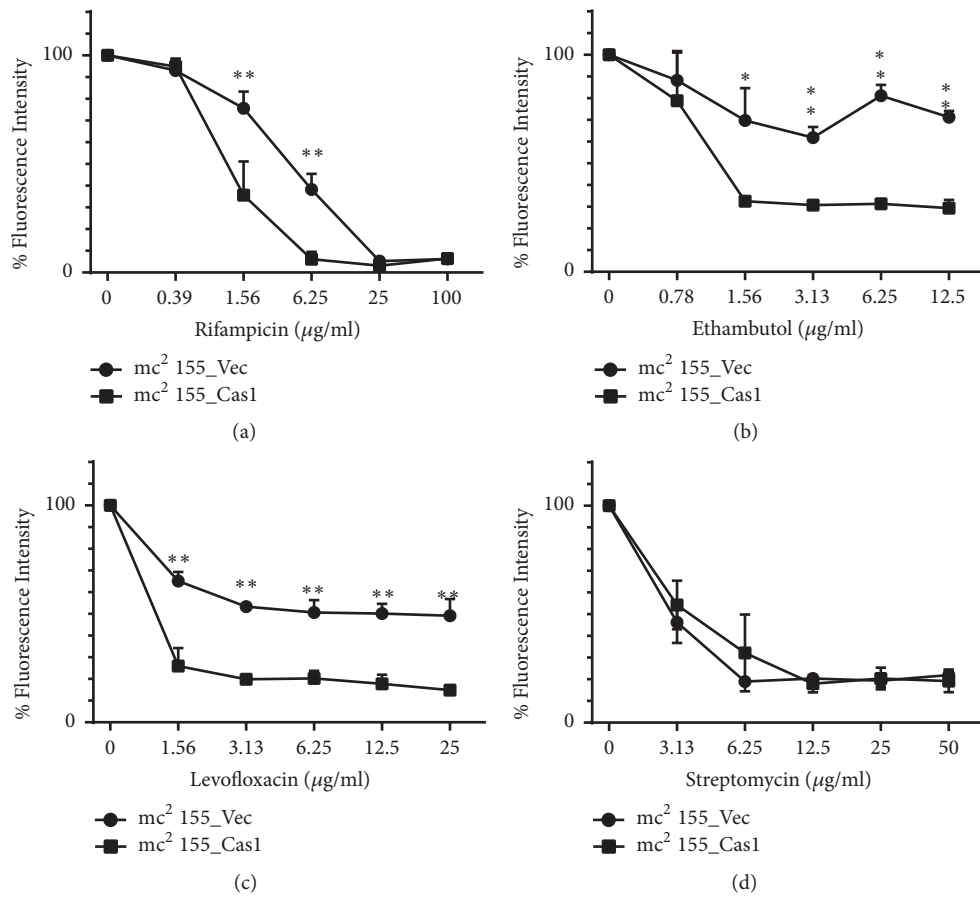 % Fluorescence Intensity
100
0
**
**
0 0.39 1.56 6.25 25 100
Rifampicin (μg/ml)
mc² 155_Vec
mc² 155_Cas1
(a)
% Fluorescence Intensity
100
0
*
**
**
**
0 0.78 1.56 3.13 6.25 12.5
Ethambutol (μg/ml)
mc² 155_Vec
mc² 155_Cas1
(b)
% Fluorescence Intensity
100
0
** ** ** ** **
0 1.56 3.13 6.25 12.5 25
Levofloxacin (μg/ml)
mc² 155_Vec
mc² 155_Cas1
(c)
% Fluorescence Intensity
100
0
0 3.13 6.25 12.5 25 50
Streptomycin (μg/ml)
mc² 155_Vec
mc² 155_Cas1
(d)